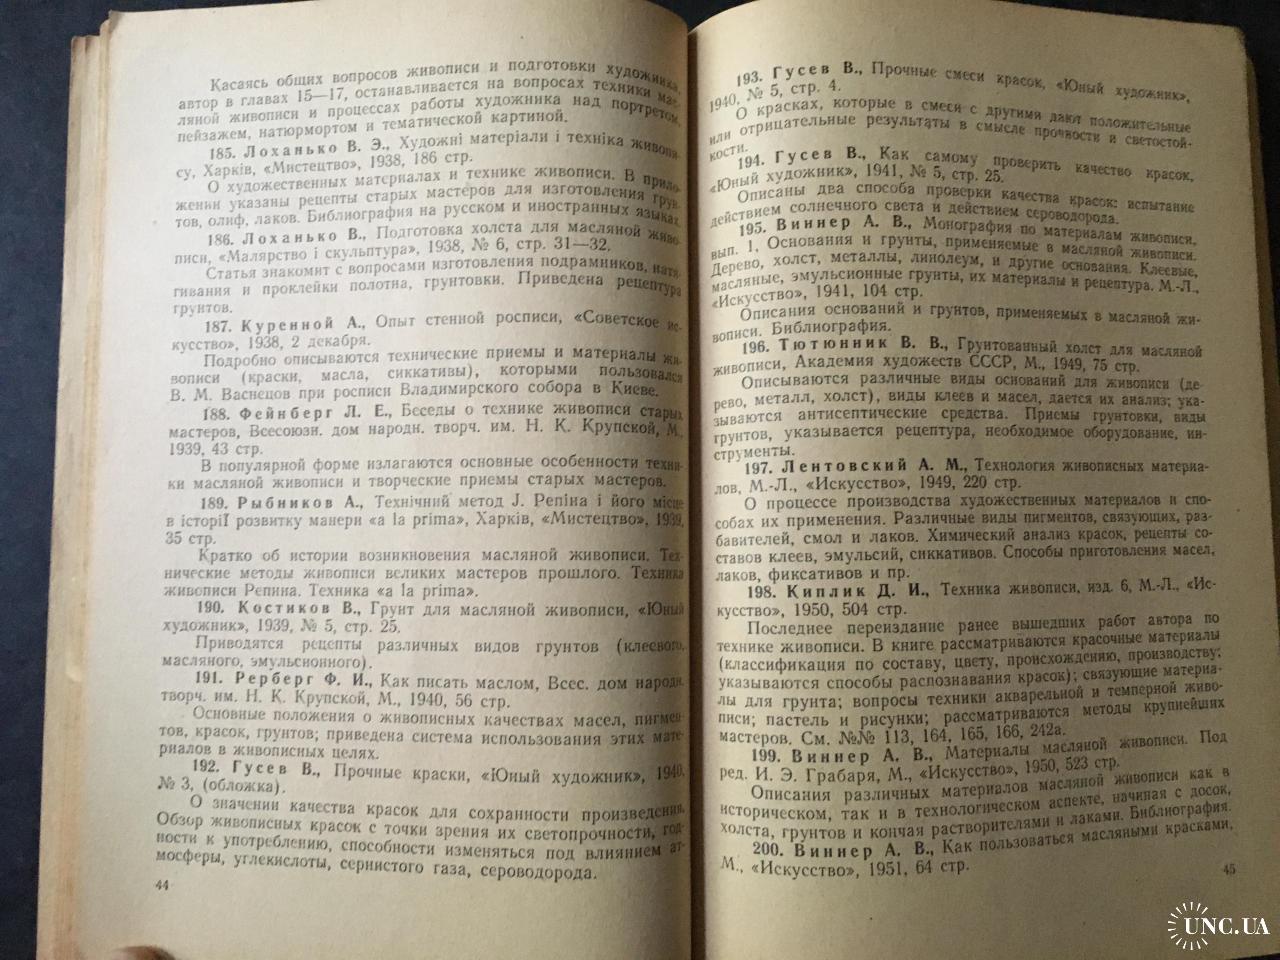 Касаясь общих вопросов живописи и подготовки художника,
автор в главах 15—17, останавливается на вопросах техники мас-
ляной живописи и процессах работы художника над портретом,
пейзажем, натюрмортом и тематической картиной.
185. Лоханько В. Э., Художні матеріали і техніка живопи-
су, Харків, «Мистецтво», 1938, 186 стр.
О художественных материалах и технике живописи. В прило-
жении указаны рецепты старых мастеров для изготовления грун-
тов, олиф, лаков. Библиография на русском и иностранных языках.
186. Лоханько В., Подготовка холста для масляной живо-
писи, «Малярство і скульптура», 1938, № 6, стр. 31—32.
Статья знакомит с вопросами изготовления подрамников, натя-
гивания и проклейки полотна, грунтовки. Приведена рецептура
грунтов.
187. Куренной А., Опыт стенной росписи, «Советское ис-
кусство», 1938, 2 декабря.
Подробно описываются технические приемы и материалы жи-
вописи (краски, масла, сиккативы), которыми пользовался
В. М. Васнецов при росписи Владимирского собора в Киеве.
188. Фейнберг Л. Е., Беседы о технике живописи старых
мастеров, Всесоюзн. дом народн. творч. им. Н. К. Крупской, М.,
1939, 43 стр.
В популярной форме излагаются основные особенности техни-
ки масляной живописи и творческие приемы старых мастеров.
189. Рыбников А., Технічний метод І. Репіна і його місце
в історії розвитку манери «a la prima», Харків, «Мистецтво», 1939,
35 стр.
Кратко об истории возникновения масляной живописи. Тех-
нические методы живописи великих мастеров прошлого. Техника
живописи Репина. Техника «a la prima».
190. Костиков В., Грунт для масляной живописи, «Юный
художник», 1939, № 5, стр. 25.
Приводятся рецепты различных видов грунтов (клеевого,
масляного, эмульсионного).
191. Рерберг Ф. И., Как писать маслом, Всес. дом народн.
творч. им. Н. К. Крупской, М., 1940, 56 стр.
Основные положения о живописных качествах масел, пигмен-
тов, красок, грунтов; приведена система использования этих мате-
риалов в живописных целях.
192. Гусев В., Прочные краски, «Юный художник», 1940,
№ 3, (обложка).
О значении качества красок для сохранности произведения.
Обзор живописных красок с точки зрения их светопрочности, год-
ности к употреблению, способности изменяться под влиянием ат-
мосферы, углекислоты, сернистого газа, сероводорода.
44
193. Гусев В., Прочные смеси красок, «Юный художник»,
1940, № 5, стр. 4.
О красках, которые в смеси с другими дают положительные
или отрицательные результаты в смысле прочности и светостой-
кости.
194. Гусев В., Как самому проверить качество красок,
«Юный художник», 1941, № 5, стр. 25.
Описаны два способа проверки качества красок: испытание
действием солнечного света и действием сероводорода.
195. Виннер А. В., Монография по материалам живописи,
вып. 1, Основания и грунты, применяемые в масляной живописи.
Дерево, холст, металлы, линолеум, и другие основания. Клеевые,
масляные, эмульсионные грунты, их материалы и рецептура. М.-Л.,
«Искусство», 1941, 104 стр.
Описания оснований и грунтов, применяемых в масляной жи-
вописи. Библиография.
196. Тютюнник В. В., Грунтованный холст для масляной
живописи, Академия художеств СССР, М., 1949, 75 стр.
Описываются различные виды оснований для живописи (де-
рево, металл, холст), виды клеев и масел, дается их анализ; ука-
зываются антисептические средства. Приемы грунтовки, виды
грунтов, указывается рецептура, необходимое оборудование, ин-
струменты.
197. Лентовский А. М., Технология живописных материа-
лов, М.-Л., «Искусство», 1949, 220 стр.
О процессе производства художественных материалов и спо-
собах их применения. Различные виды пигментов, связующих, раз-
бавителей, смол и лаков. Химический анализ красок, рецепты со-
ставов клеев, эмульсий, сиккативов. Способы приготовления масел,
лаков, фиксативов и пр.
198. Киплик Д. И., Техника живописи, изд. 6, М.-Л., «Ис-
кусство», 1950, 504 стр.
Последнее переиздание ранее вышедших работ автора по
технике живописи. В книге рассматриваются красочные материалы
(классификация по составу, цвету, происхождению, производству;
указываются способы распознавания красок); связующие материа-
лы для грунта; вопросы техники акварельной и темперной живо-
писи; пастель и рисунки; рассматриваются методы крупнейших
мастеров. См. №№ 113, 164, 165, 166, 242а.
199. Виннер А. В., Материалы масляной живописи. Под
ред. И. Э. Грабаря, М., «Искусство», 1950, 523 стр.
Описания различных материалов масляной живописи как в
историческом, так и в технологическом аспекте, начиная с досок,
холста, грунтов и кончая растворителями и лаками. Библиография.
200. Виннер А. В., Как пользоваться масляными красками,
М., «Искусство», 1951, 64 стр.
45
UNC.UA